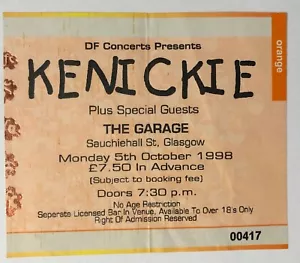 DF Concerts Presents
orange
KENICKIE
Plus Special Guests
THE GARAGE
Sauchiehall St, Glasgow
Monday 5th October 1998
£7.50 In Advance
(Subject to booking fee)
Doors 7:30 p.m.
No Age Restriction
Seperate Licensed Bar In Venue, Available To Over 18's Only
Right Of Admission Reserved
00417